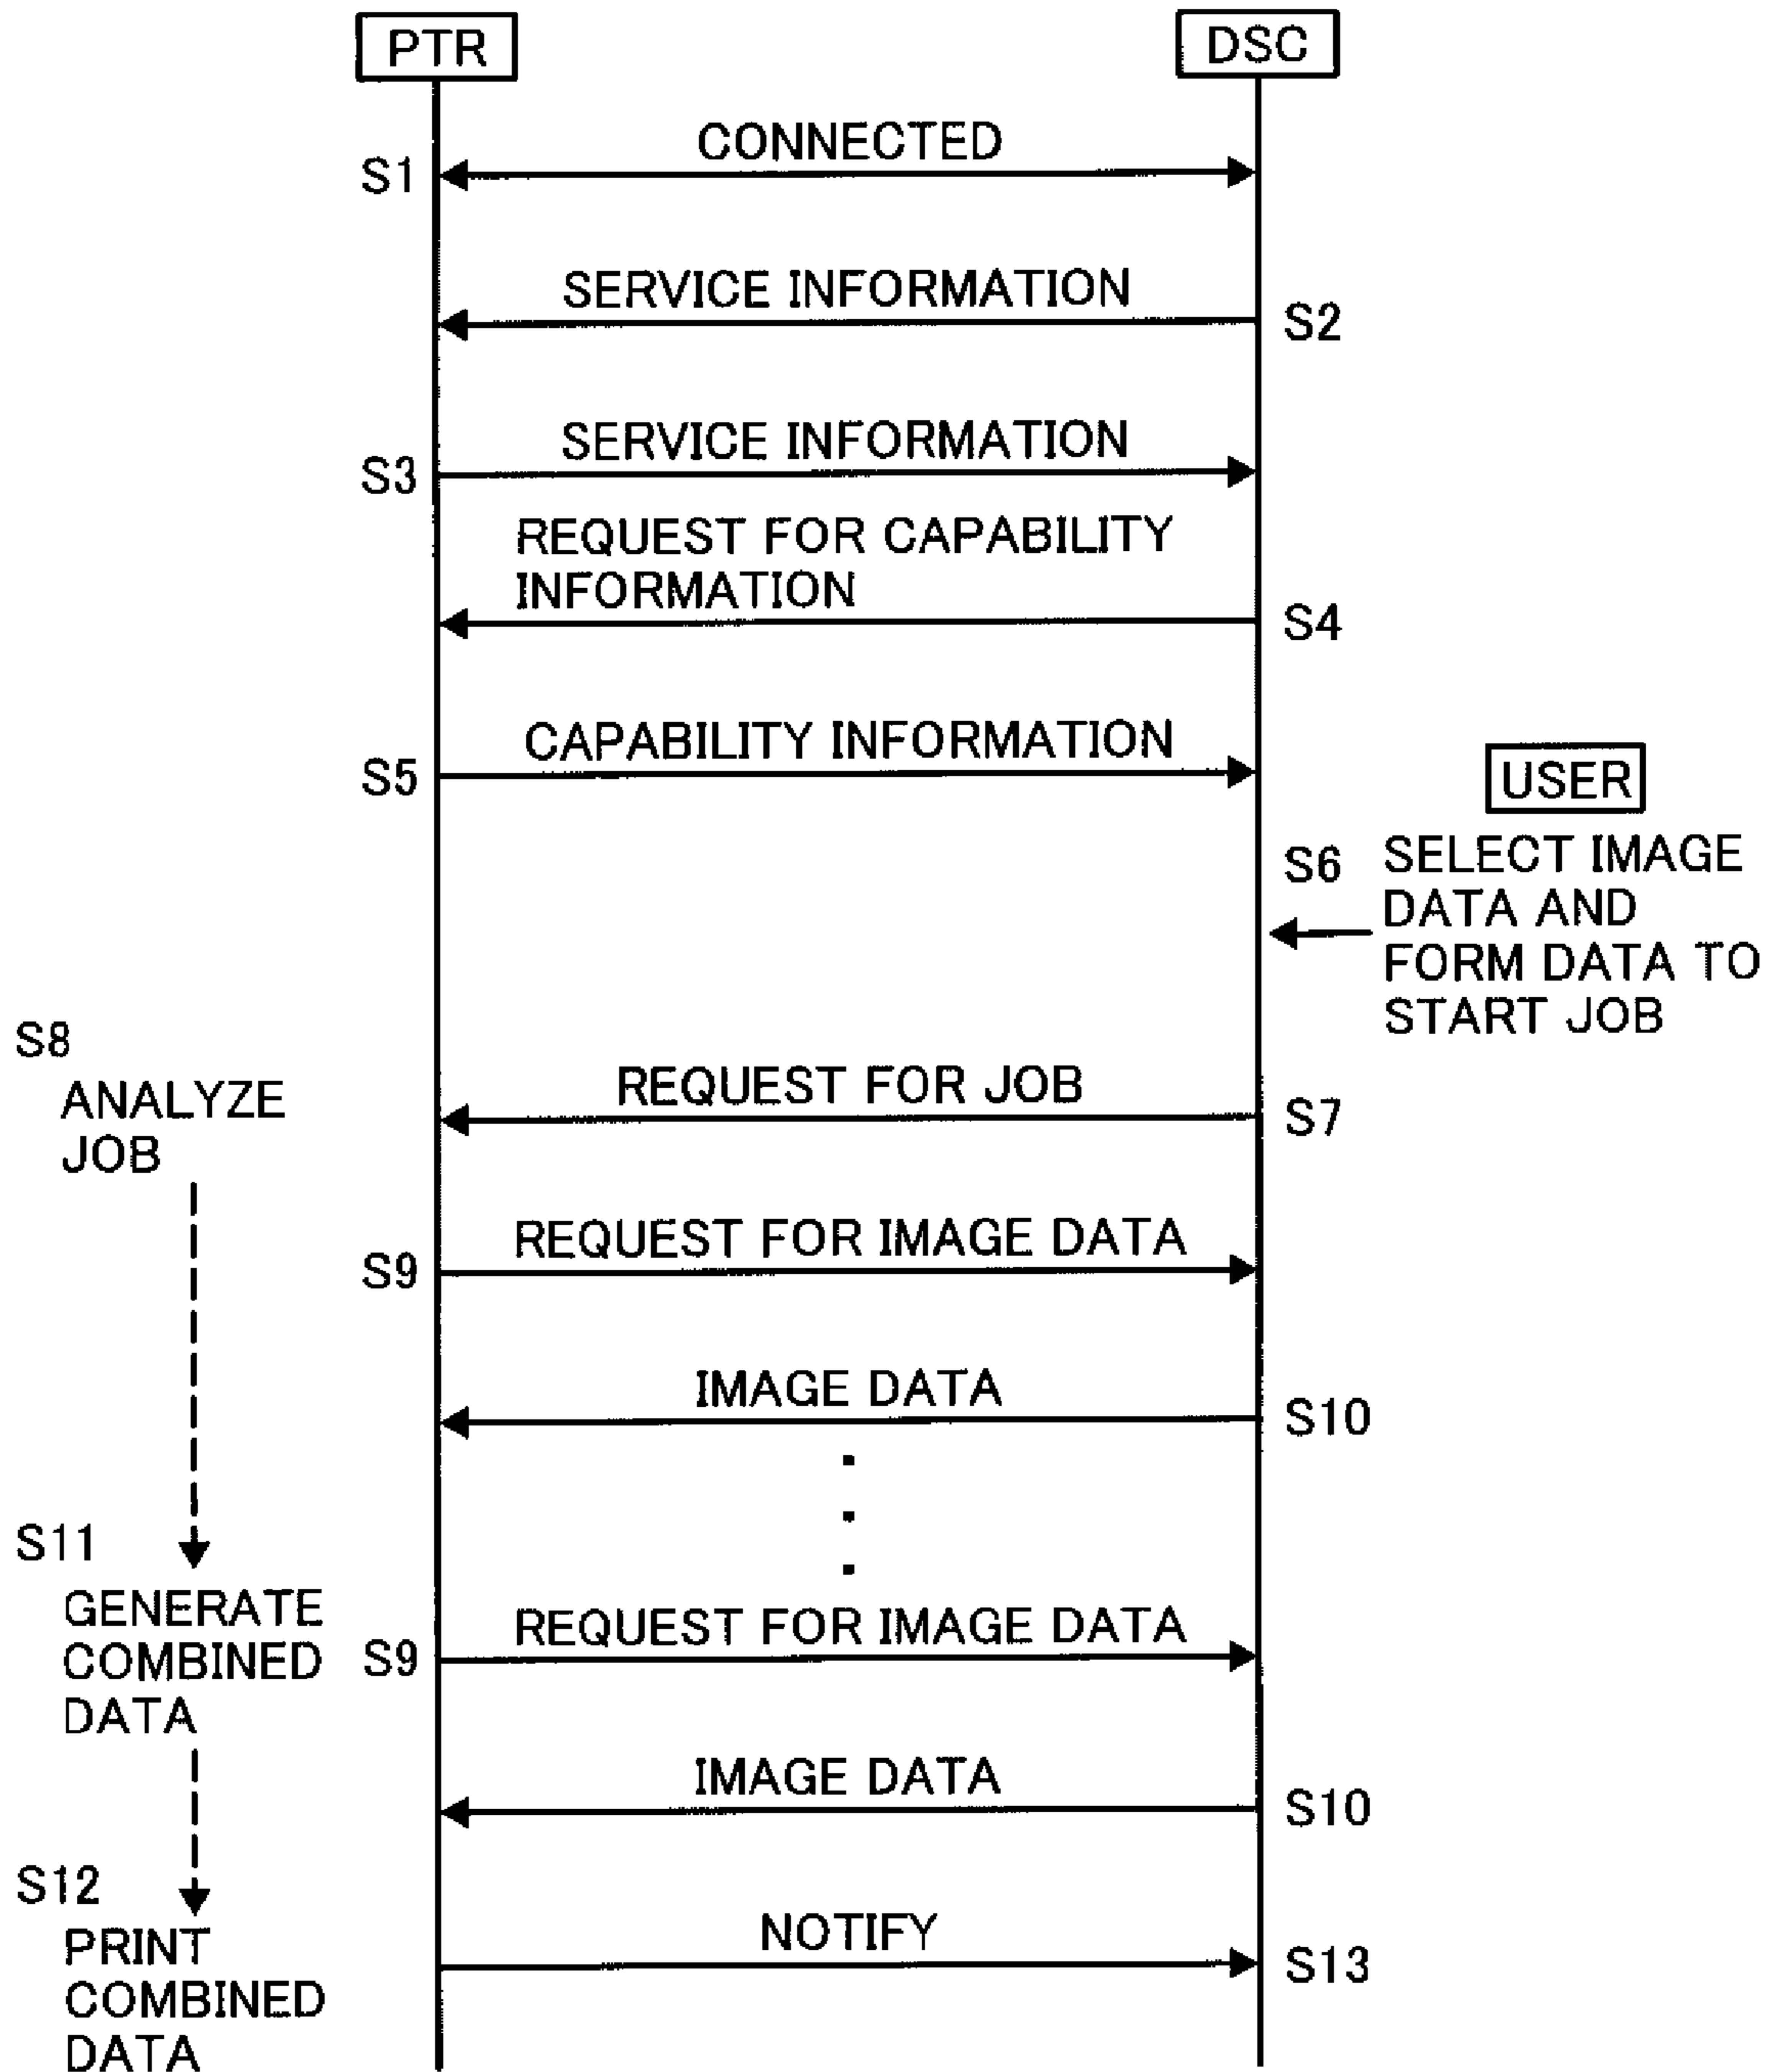 PTR
DSC
CONNECTED
S1
SERVICE INFORMATION
S2
SERVICE INFORMATION
S3
REQUEST FOR CAPABILITY
INFORMATION
S4
CAPABILITY INFORMATION
S5
USER
S6
SELECT IMAGE
DATA AND
FORM DATA TO
START JOB
S8
ANALYZE
JOB
REQUEST FOR JOB
S7
REQUEST FOR IMAGE DATA
S9
IMAGE DATA
S10
S11
GENERATE
COMBINED
DATA
REQUEST FOR IMAGE DATA
S9
IMAGE DATA
S10
S12
PRINT
COMBINED
DATA
NOTIFY
S13